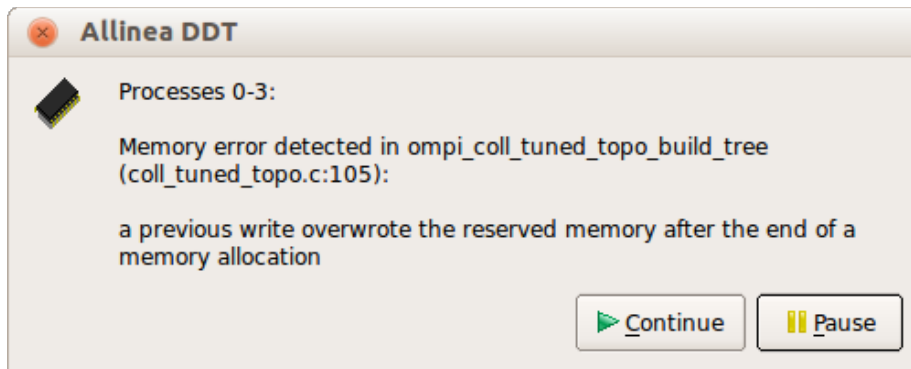 Allinea DDT
Processes 0-3:
Memory error detected in ompi_coll_tuned_topo_build_tree
(coll_tuned_topo.c:105):
a previous write overwrote the reserved memory after the end of a
memory allocation
Continue
Pause